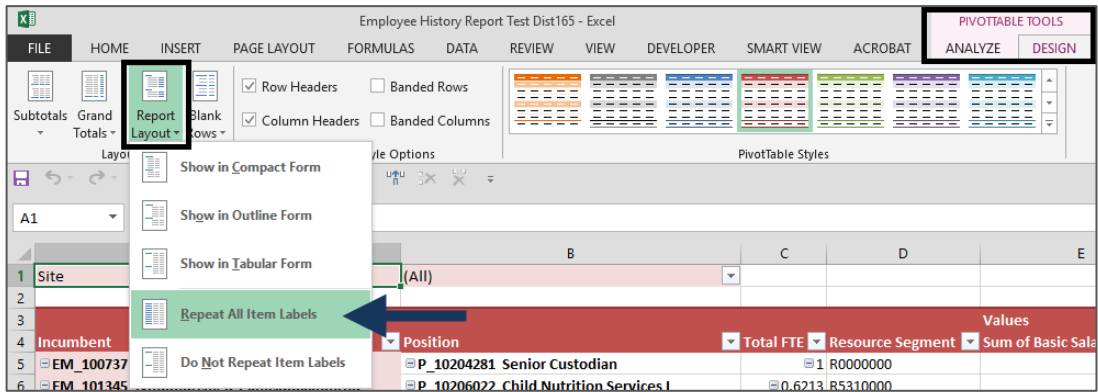 Employee History Report Test Dist165 - Excel
PIVOTTABLE TOOLS
FILE HOME INSERT PAGE LAYOUT FORMULAS DATA REVIEW VIEW DEVELOPER SMART VIEW ACROBAT ANALYZE DESIGN
Subtotals Grand Totals Report Layout Blank Rows
Row Headers Banded Rows
Column Headers Banded Columns
PivotTable Styles
Show in Compact Form
Show in Outline Form
Show in Tabular Form
Repeat All Item Labels
Do Not Repeat Item Labels
A1
B C D E
1 Site (All)
2
3 Values
4 Incumbent Position Total FTE Resource Segment Sum of Basic Sala
5 EM_100737 P_10204281 Senior Custodian 1 R0000000
6 EM_101345 P_10206022 Child Nutrition Services I 0.6213 R5310000